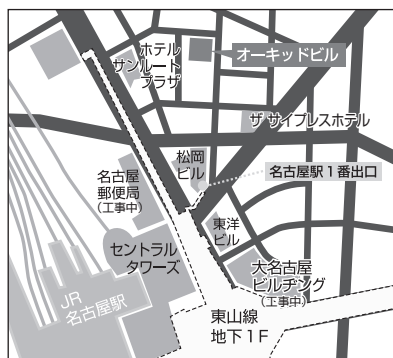 ホテル
サンルート
プラザ
オーキッドビル
ザ サイプレスホテル
松岡
ビル
名古屋駅1番出口
名古屋
郵便局
(工事中)
東洋
ビル
セントラル
タワーズ
大名古屋
ビルヂング
(工事中)
JR
名古屋駅
東山線
地下1F